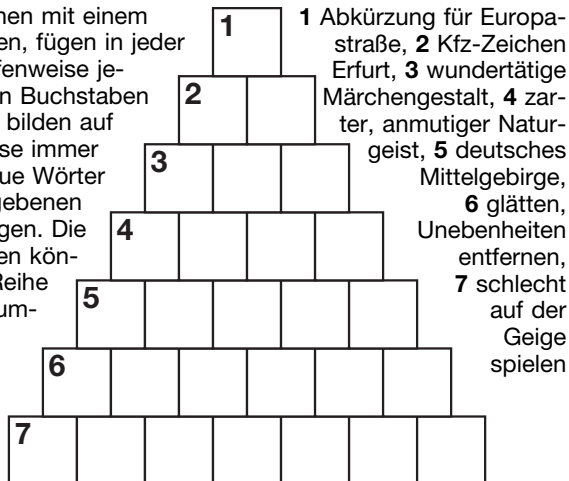 nen mit einem
en, fügen in jeder
fenweise je-
n Buchstaben
bilden auf
se immer
ue Wörter
gebenen
gen. Die
en kön-
Reihe
um-
1
2
3
4
5
6
7
1 Abkürzung für Europa-
straße, 2 Kfz-Zeichen
Erfurt, 3 wundertätige
Märchengestalt, 4 zar-
ter, anmutiger Natur-
geist, 5 deutsches
Mittelgebirge,
6 glätten,
Unebenheiten
entfernen,
7 schlecht
auf der
Geige
spielen